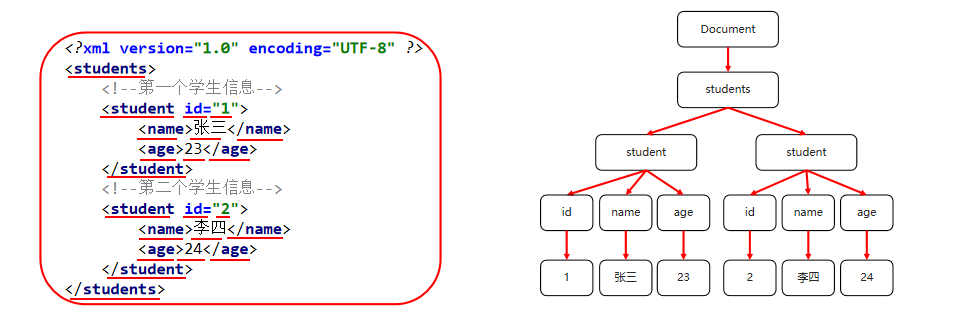 <?xml version="1.0" encoding="UTF-8" ?>
<students>
<!--第一个学生信息-->
<student id="1">
<name>张三</name>
<age>23</age>
</student>
<!--第二个学生信息-->
<student id="2">
<name>李四</name>
<age>24</age>
</student>
</students>
Document
students
student student
id name age id name age
1 张三 23 2 李四 24